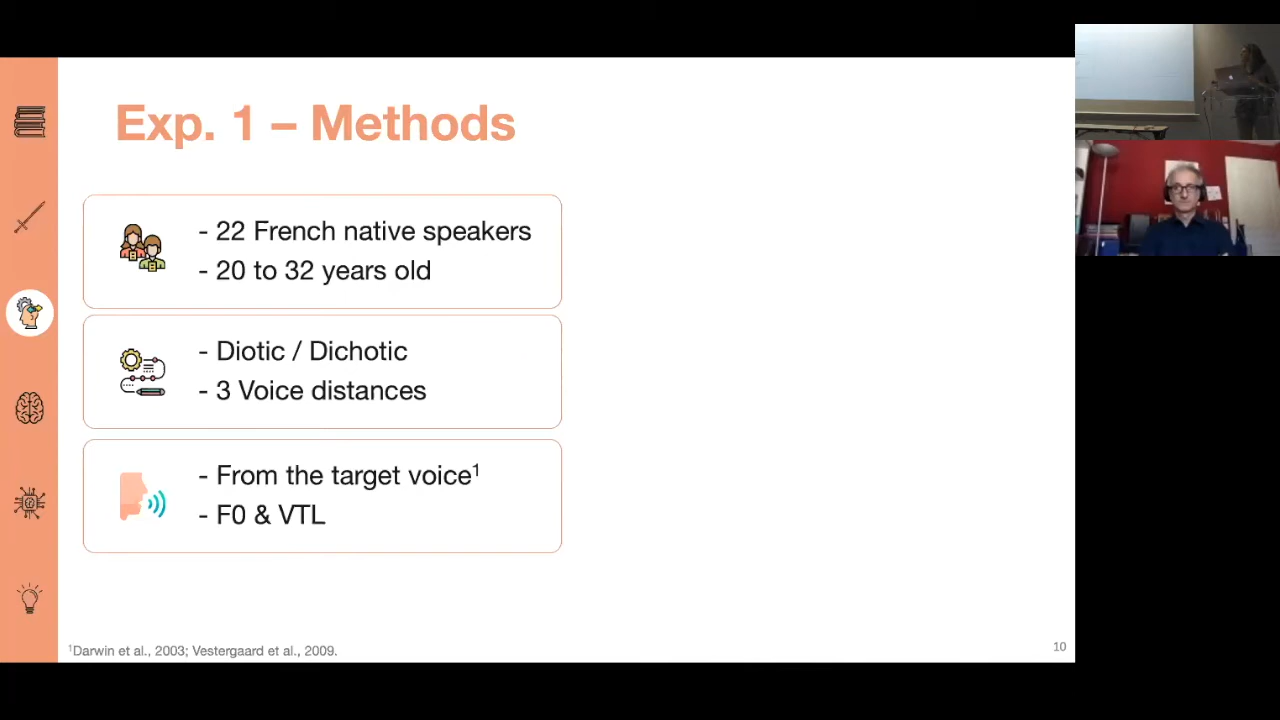 Exp. 1 – Methods
- 22 French native speakers
- 20 to 32 years old
- Diotic / Dichotic
- 3 Voice distances
- From the target voice¹
- F0 & VTL
¹Darwin et al., 2003; Vestergaard et al., 2009.
10